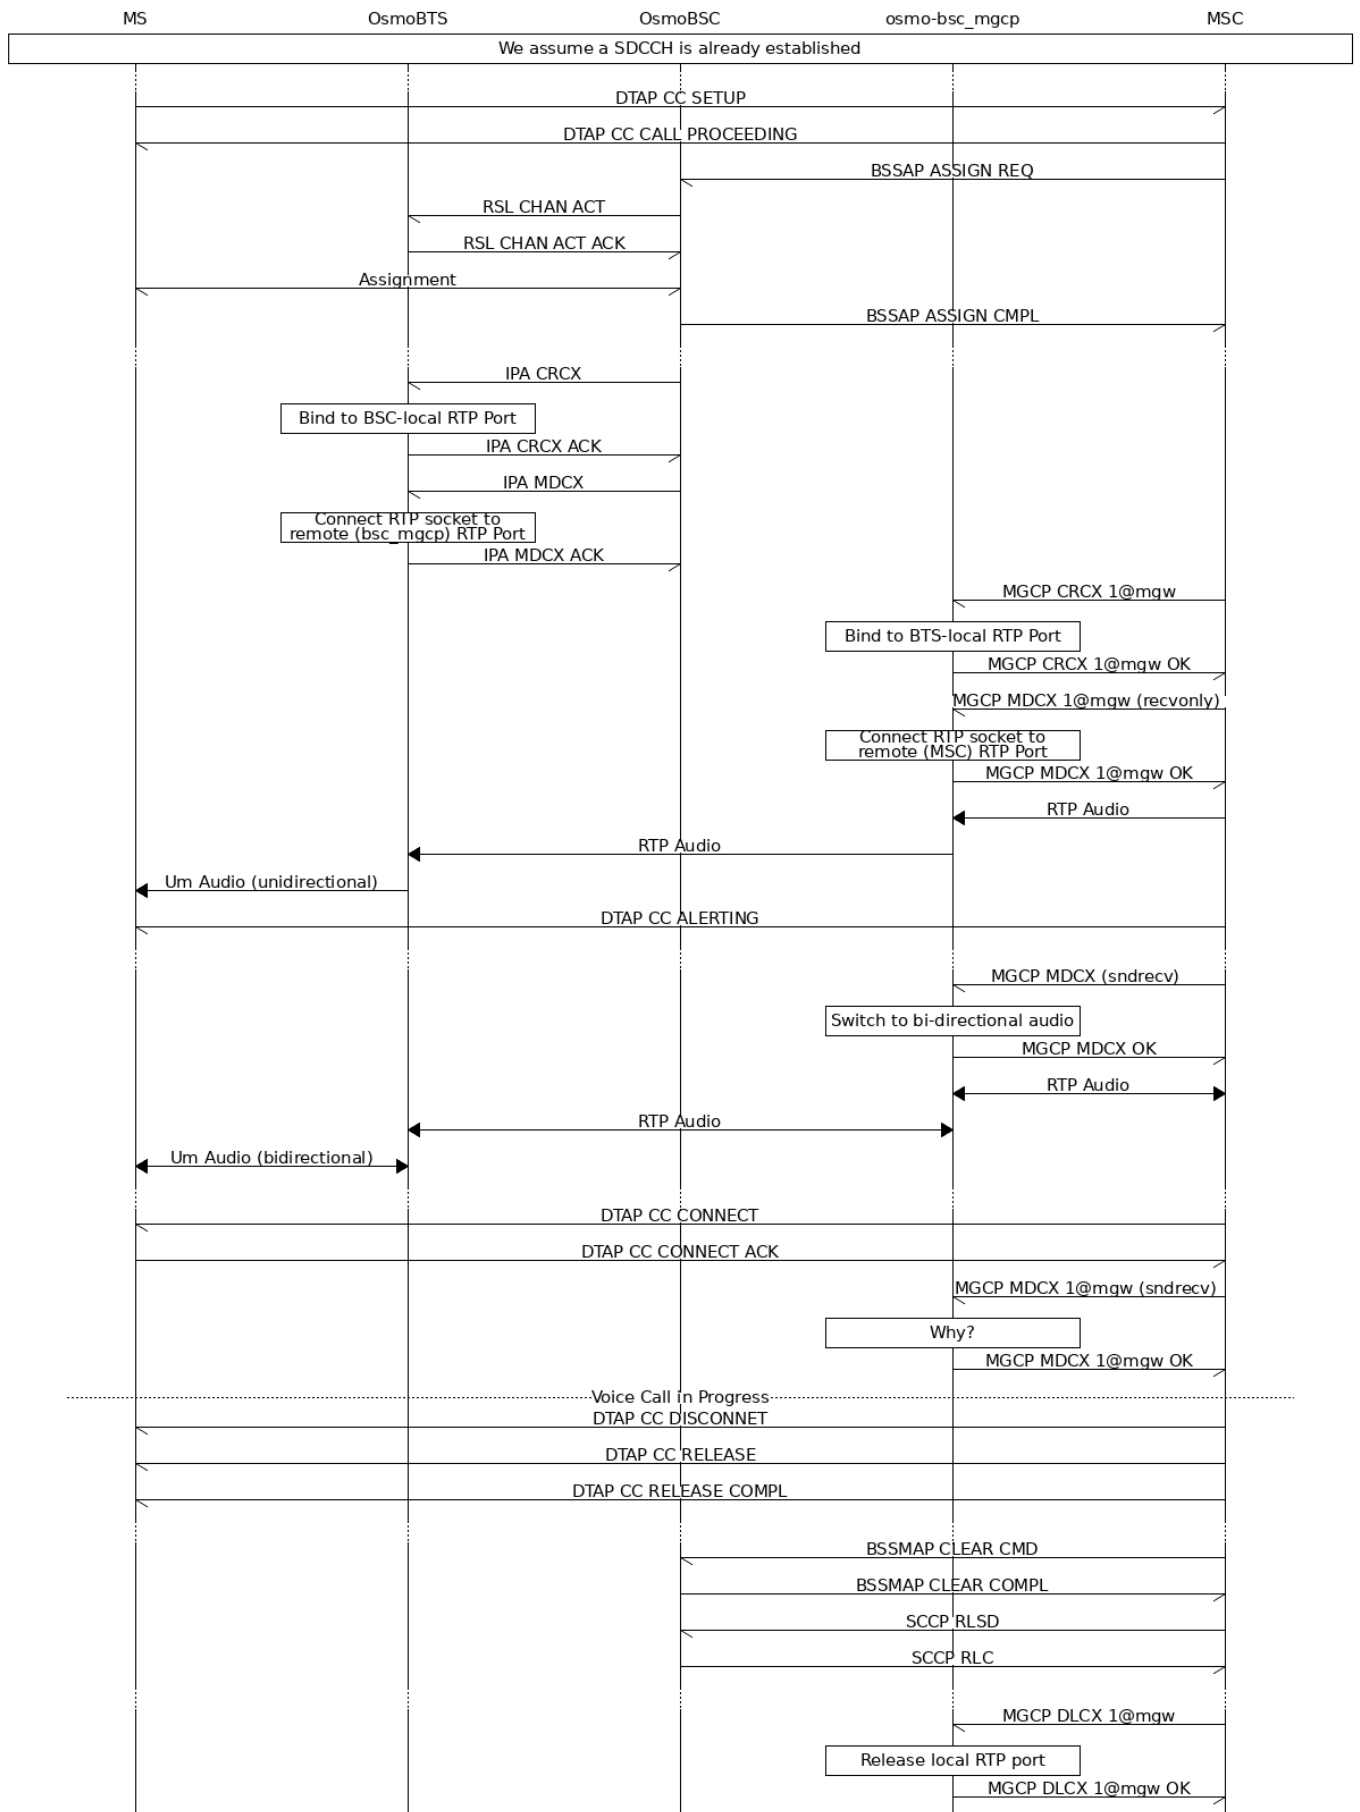 MS OsmoBTS OsmoBSC osmo-bsc_mgcp MSC
We assume a SDCCH is already established
DTAP CC SETUP
DTAP CC CALL PROCEEDING
BSSAP ASSIGN REQ
RSL CHAN ACT
RSL CHAN ACT ACK
Assignment
BSSAP ASSIGN CMPL
IPA CRCX
Bind to BSC-local RTP Port
IPA CRCX ACK
IPA MDCX
Connect RTP socket to
remote (bsc_mgcp) RTP Port
IPA MDCX ACK
MGCP CRCX 1@mgw
Bind to BTS-local RTP Port
MGCP CRCX 1@mgw OK
MGCP MDCX 1@mgw (recvonly)
Connect RTP socket to
remote (MSC) RTP Port
MGCP MDCX 1@mgw OK
RTP Audio
RTP Audio
Um Audio (unidirectional)
DTAP CC ALERTING
MGCP MDCX (sndrecv)
Switch to bi-directional audio
MGCP MDCX OK
RTP Audio
RTP Audio
Um Audio (bidirectional)
DTAP CC CONNECT
DTAP CC CONNECT ACK
MGCP MDCX 1@mgw (sndrecv)
Why?
MGCP MDCX 1@mgw OK
Voice Call in Progress
DTAP CC DISCONNET
DTAP CC RELEASE
DTAP CC RELEASE COMPL
BSSMAP CLEAR CMD
BSSMAP CLEAR COMPL
SCCP RLSD
SCCP RLC
MGCP DLCX 1@mgw
Release local RTP port
MGCP DLCX 1@mgw OK